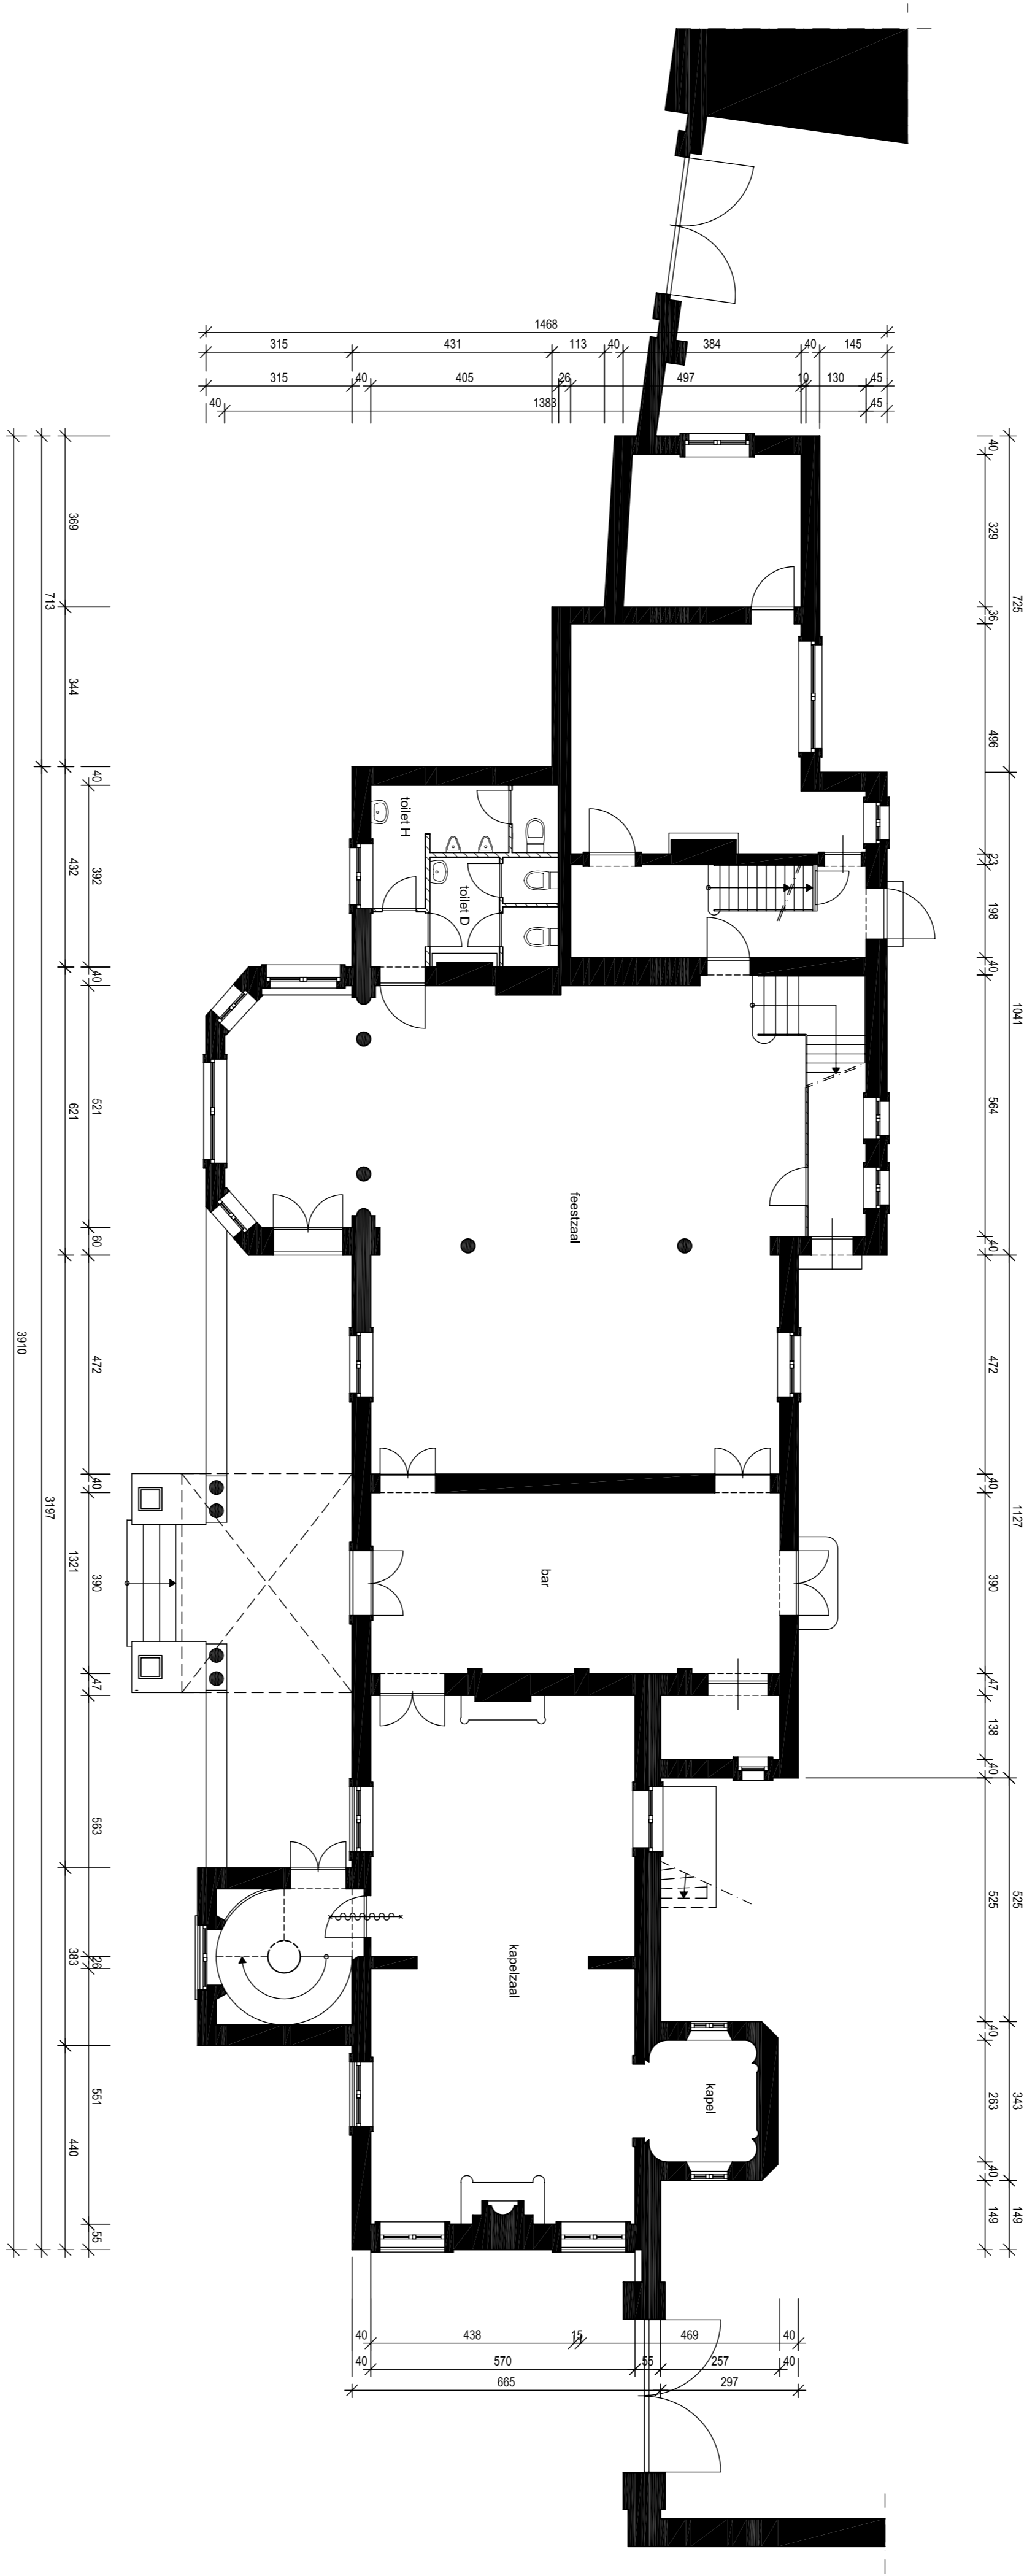 1468
315 431 113 40 384 40 145
315 40 405 26 497 10 130 45
40 1383 45
725 1041 1127 525 343 149
40 329 36 496 23 198 40 564 40 472 40 390 47 138 40 525 40 263 40 149
toilet H
toilet D
feestzaal
bar
kapelzaal
kapel
40 392 40 521 60 472 40 390 47 563 26 551 55
369 344 432 621 1321 383 440
713 3197
3910
40 438 15 469 40
40 570 55 257 40
665 297